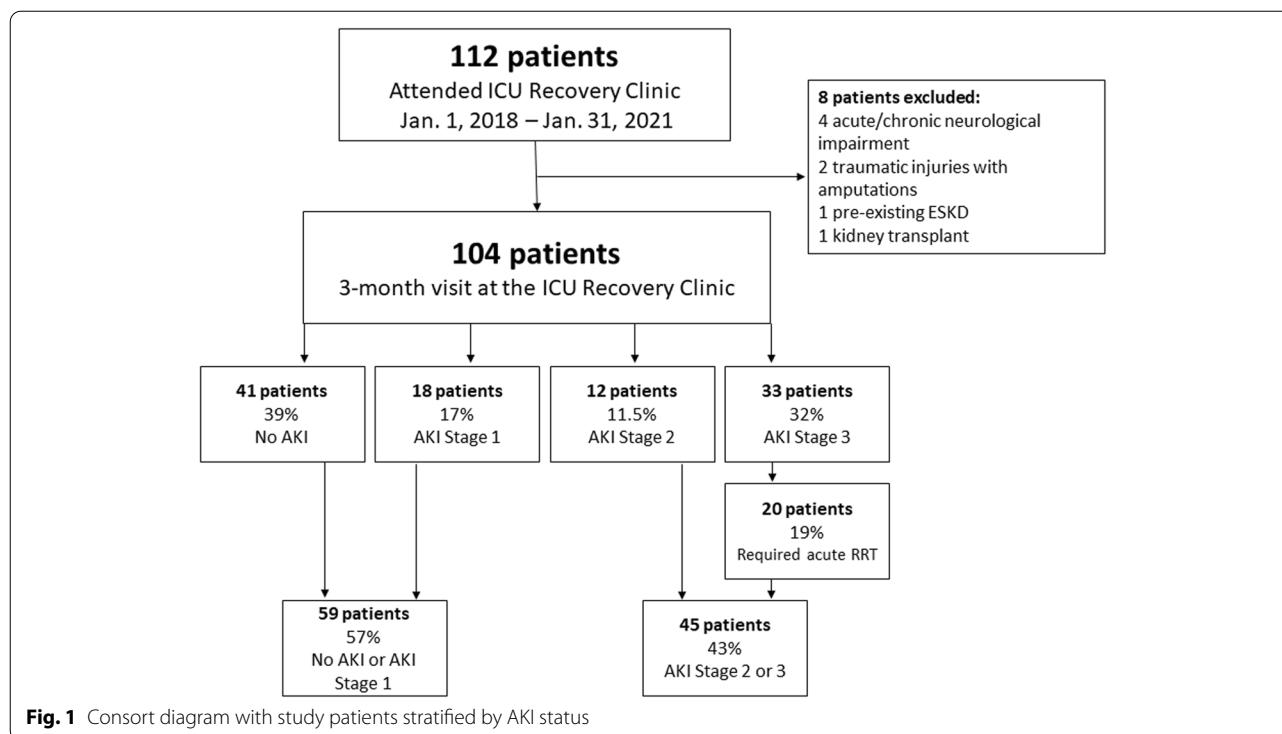 112 patients
Attended ICU Recovery Clinic
Jan. 1, 2018 – Jan. 31, 2021
8 patients excluded:
4 acute/chronic neurological
impairment
2 traumatic injuries with
amputations
1 pre-existing ESKD
1 kidney transplant
104 patients
3-month visit at the ICU Recovery Clinic
41 patients
39%
No AKI
18 patients
17%
AKI Stage 1
12 patients
11.5%
AKI Stage 2
33 patients
32%
AKI Stage 3
20 patients
19%
Required acute RRT
59 patients
57%
No AKI or AKI
Stage 1
45 patients
43%
AKI Stage 2 or 3
Fig. 1 Consort diagram with study patients stratified by AKI status